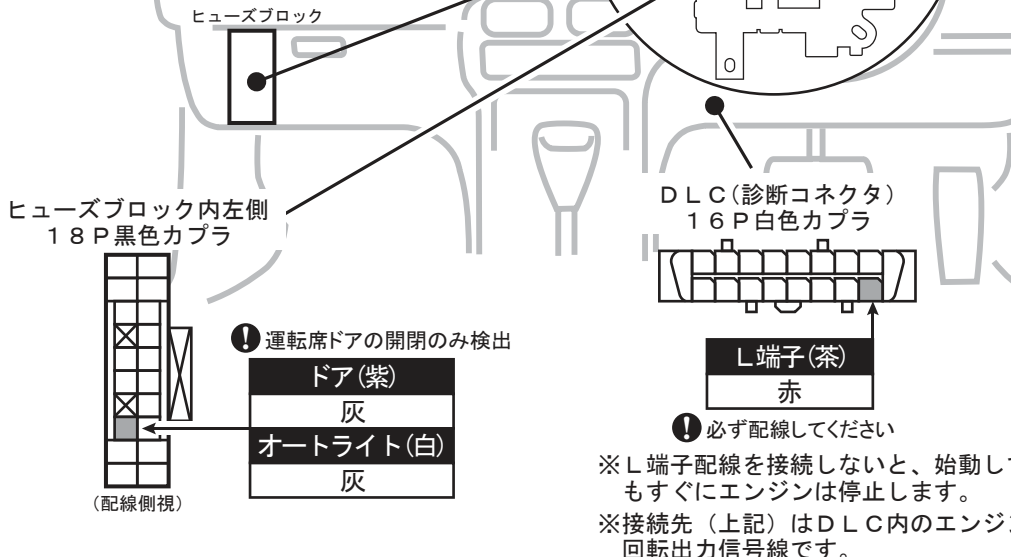 ヒューズブロック
ヒューズブロック内左側
18P黒色カプラ
運転席ドアの開閉のみ検出
ドア(紫)
灰
オートライト(白)
灰
(配線側視)
DLC(診断コネクタ)
16P白色カプラ
L端子(茶)
赤
必ず配線してください
※L端子配線を接続しないと、始動して
もすぐにエンジンは停止します。
※接続先(上記)はDLC内のエンジン
回転出力信号線です。